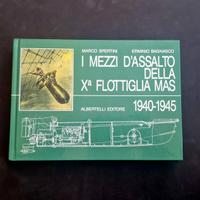 MARCO SPERTINI ERMINIO BAGNASCO
I MEZZI D'ASSALTO
DELLA
Xª FLOTTIGLIA MAS
ALBERTELLI EDITORE 1940-1945